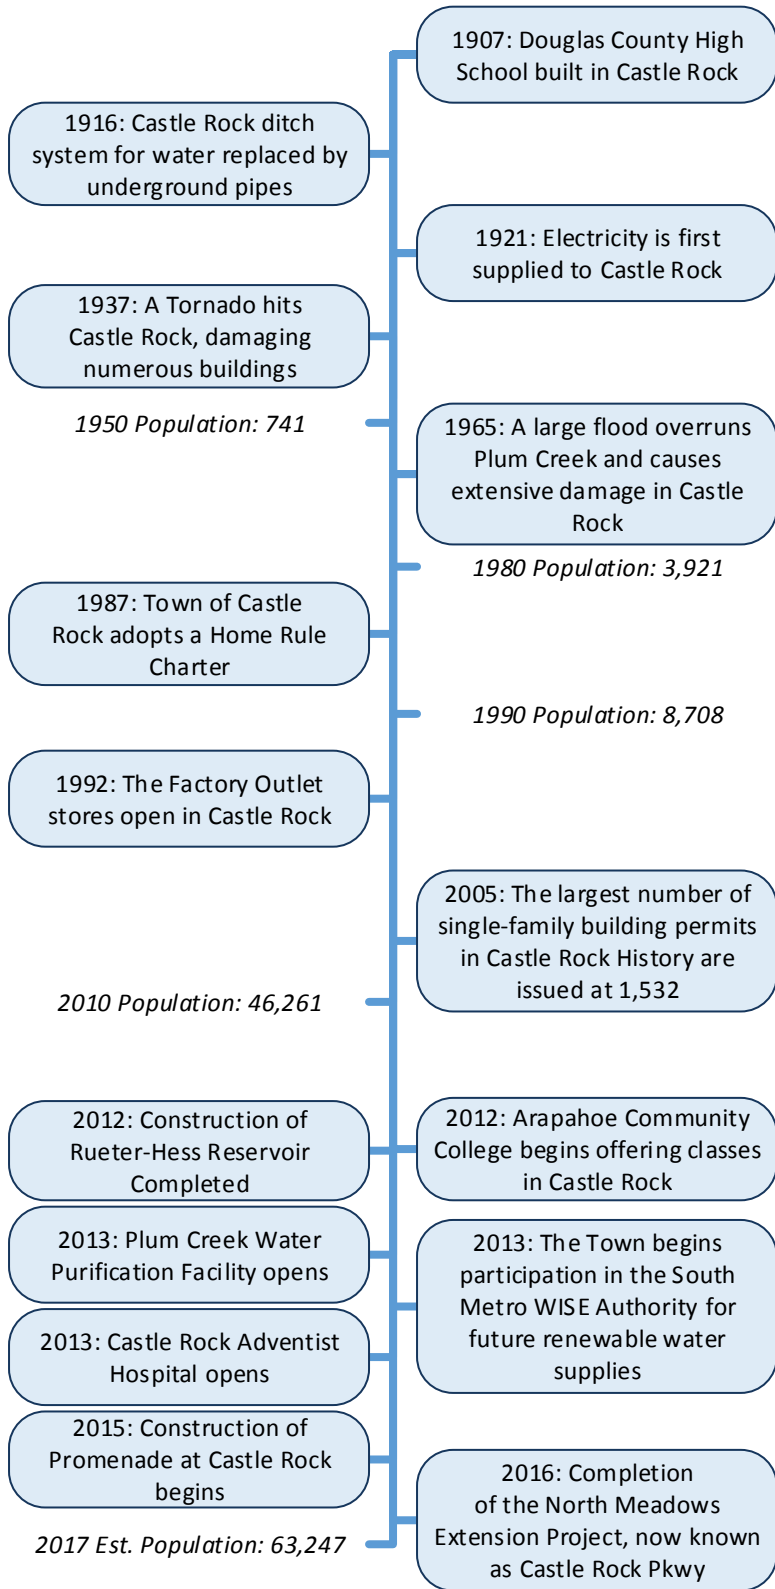 1907: Douglas County High
School built in Castle Rock
1916: Castle Rock ditch
system for water replaced by
underground pipes
1921: Electricity is first
supplied to Castle Rock
1937: A Tornado hits
Castle Rock, damaging
numerous buildings
1950 Population: 741
1965: A large flood overruns
Plum Creek and causes
extensive damage in Castle
Rock
1980 Population: 3,921
1987: Town of Castle
Rock adopts a Home Rule
Charter
1990 Population: 8,708
1992: The Factory Outlet
stores open in Castle Rock
2005: The largest number of
single-family building permits
in Castle Rock History are
issued at 1,532
2010 Population: 46,261
2012: Construction of
Rueter-Hess Reservoir
Completed
2012: Arapahoe Community
College begins offering classes
in Castle Rock
2013: Plum Creek Water
Purification Facility opens
2013: The Town begins
participation in the South
Metro WISE Authority for
future renewable water
supplies
2013: Castle Rock Adventist
Hospital opens
2015: Construction of
Promenade at Castle Rock
begins
2016: Completion
of the North Meadows
Extension Project, now known
as Castle Rock Pkwy
2017 Est. Population: 63,247